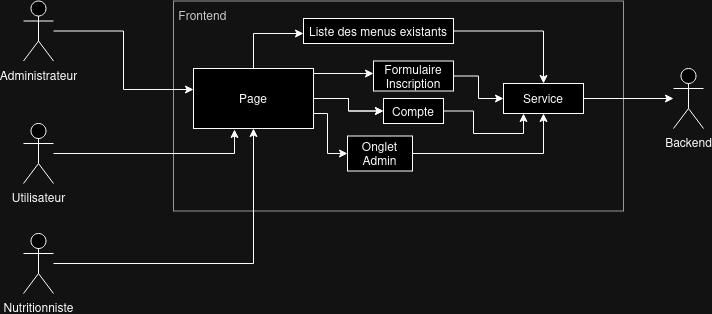 Frontend
Liste des menus existants
Administrateur
Formulaire
Inscription
Page
Service
Compte
Backend
Onglet
Admin
Utilisateur
Nutritionniste